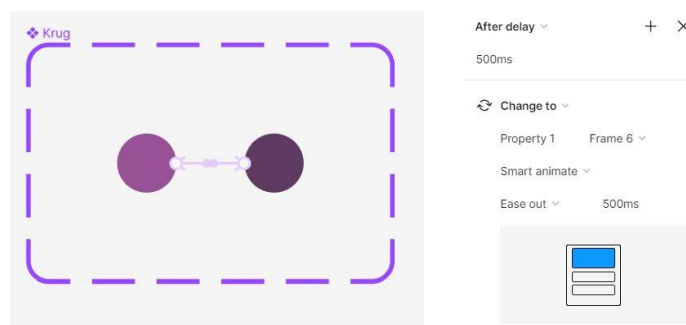 Krug
After delay
500ms
Change to
Property 1 Frame 6
Smart animate
Ease out 500ms